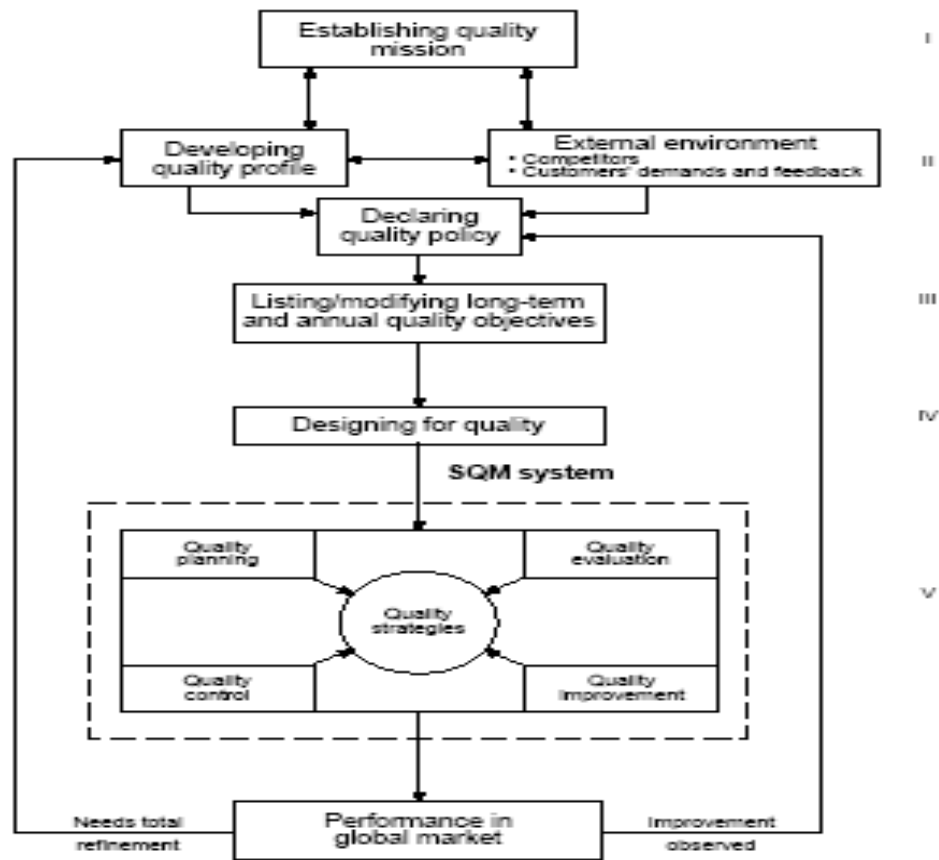 Establishing quality
mission
I
Developing
quality profile
External environment
• Competitors
• Customers' demands and feedback
II
Declaring
quality policy
Listing/modifying long-term
and annual quality objectives
III
Designing for quality
IV
SQM system
Quality
planning
Quality
evaluation
Quality
strategies
V
Quality
control
Quality
Improvement
Needs total
refinement
Performance in
global market
Improvement
observed